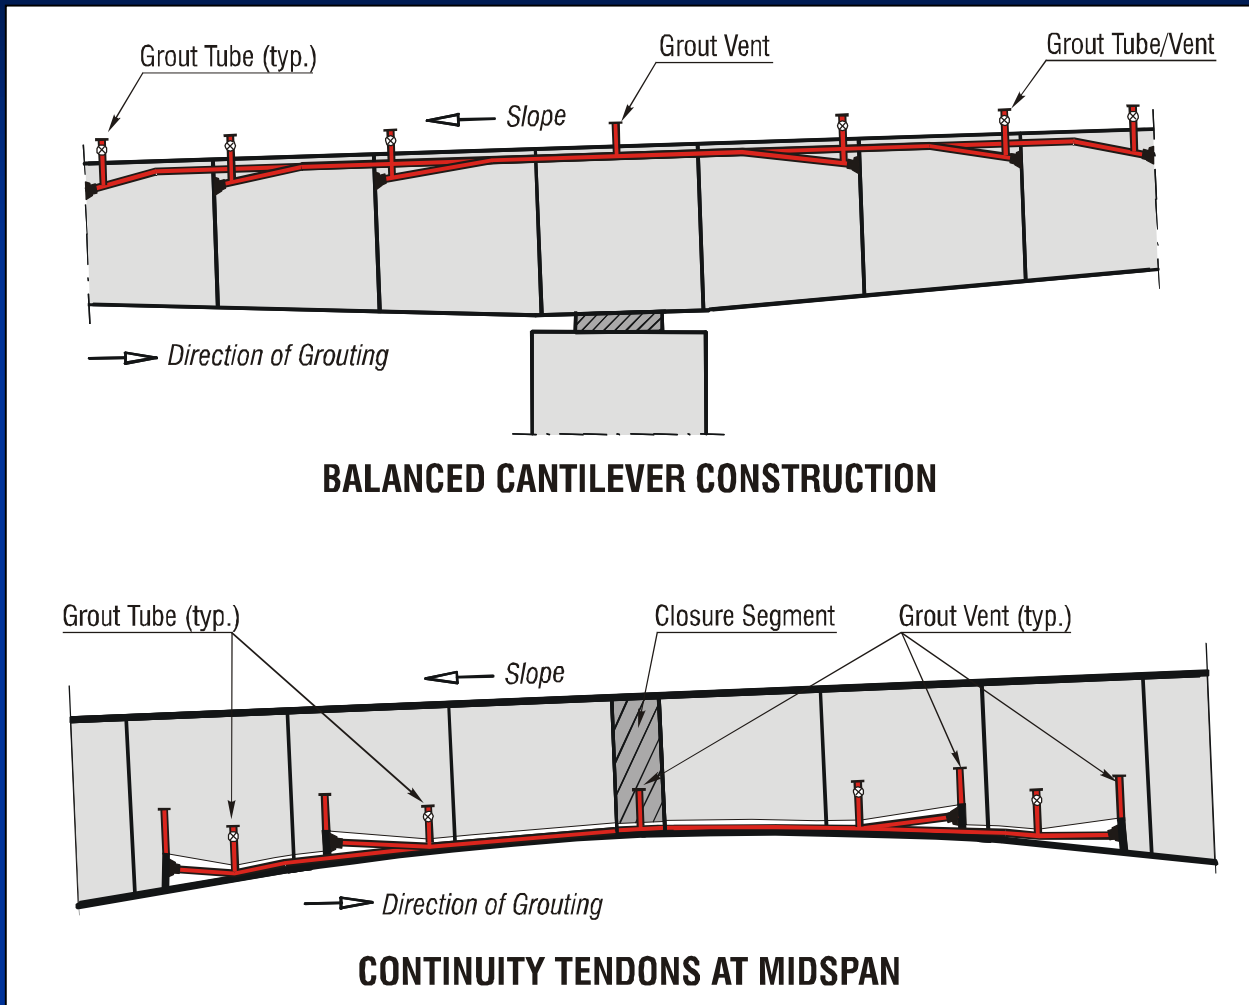 Grout Tube (typ.)
Grout Vent
Grout Tube/Vent
Slope
Direction of Grouting
BALANCED CANTILEVER CONSTRUCTION
Grout Tube (typ.)
Closure Segment
Grout Vent (typ.)
Slope
Direction of Grouting
CONTINUITY TENDONS AT MIDSPAN